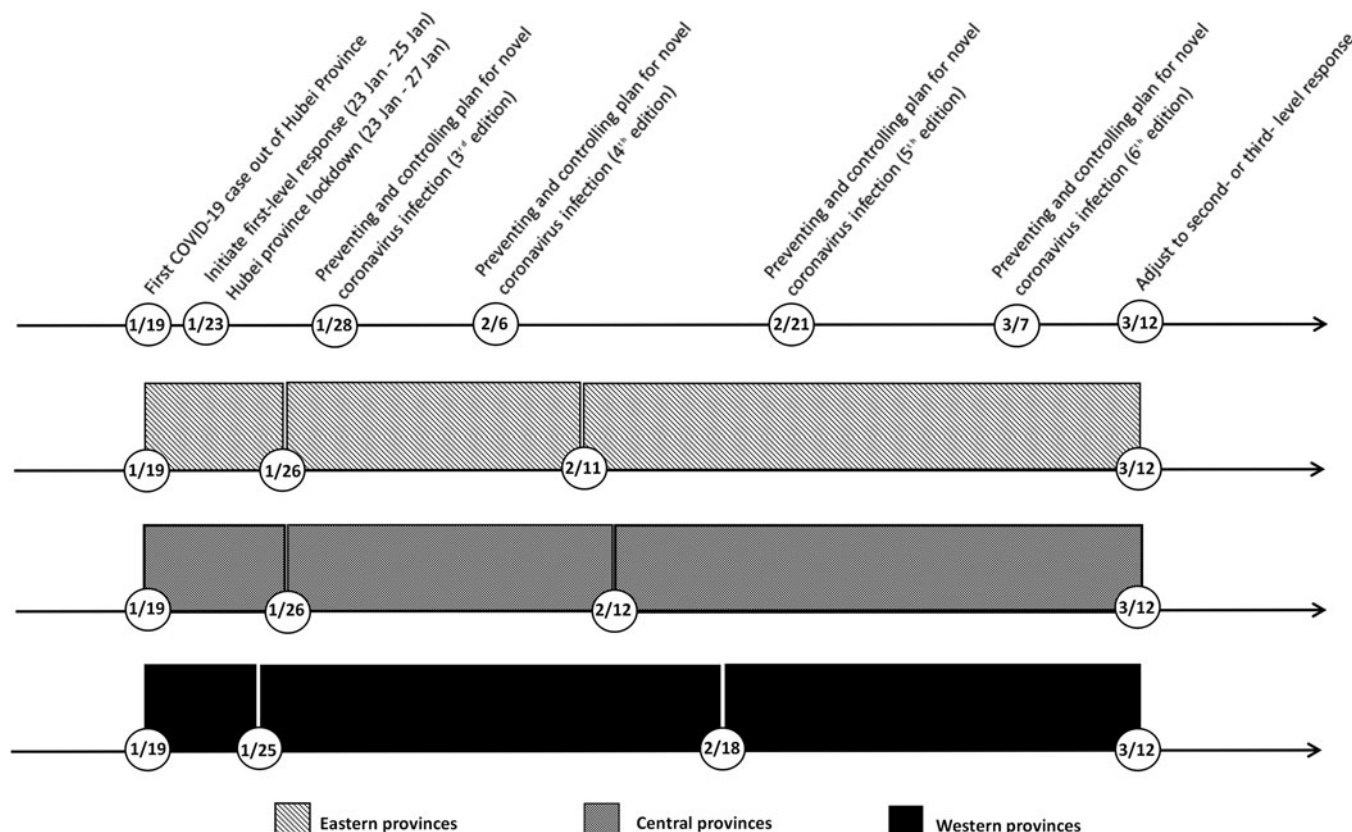 First COVID-19 case out of Hubei Province
Initiate first-level response (23 Jan - 25 Jan)
Hubei province lockdown (23 Jan - 27 Jan)
Preventing and controlling plan for novel
coronavirus infection (3ʳᵈ edition)
Preventing and controlling plan for novel
coronavirus infection (4ᵗʰ edition)
Preventing and controlling plan for novel
coronavirus infection (5ᵗʰ edition)
Preventing and controlling plan for novel
coronavirus infection (6ᵗʰ edition)
Adjust to second- or third- level response
1/19 1/23 1/28 2/6 2/21 3/7 3/12
1/19 1/26 2/11 3/12
1/19 1/26 2/12 3/12
1/19 1/25 2/18 3/12
Eastern provinces Central provinces Western provinces